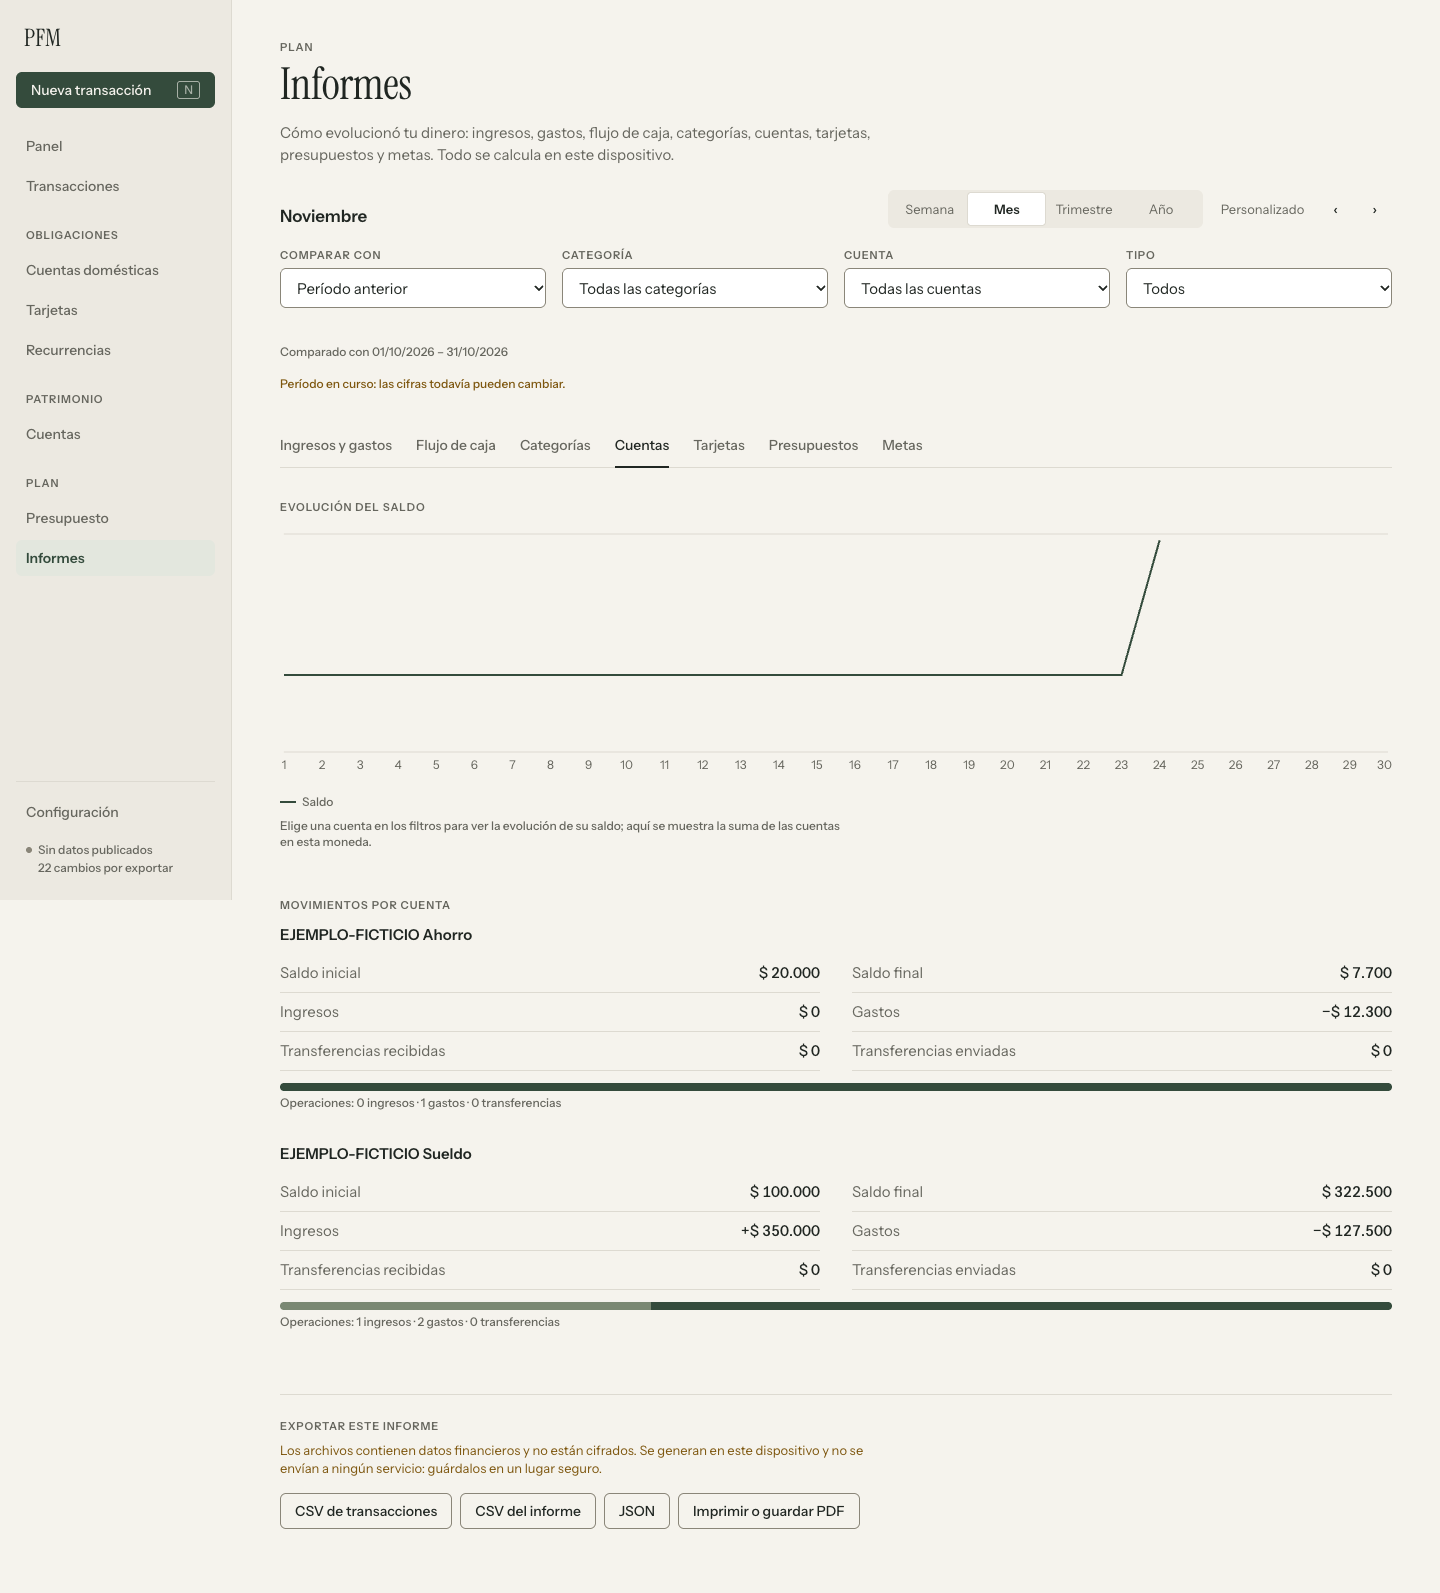 PFM
Nueva transacción N
Panel
Transacciones
OBLIGACIONES
Cuentas domésticas
Tarjetas
Recurrencias
PATRIMONIO
Cuentas
PLAN
Presupuesto
Informes
Configuración
Sin datos publicados
22 cambios por exportar
PLAN
Informes
Cómo evolucionó tu dinero: ingresos, gastos, flujo de caja, categorías, cuentas, tarjetas,
presupuestos y metas. Todo se calcula en este dispositivo.
Noviembre
Semana Mes Trimestre Año Personalizado ‹ ›
COMPARAR CON CATEGORÍA CUENTA TIPO
Período anterior Todas las categorías Todas las cuentas Todos
Comparado con 01/10/2026 – 31/10/2026
Período en curso: las cifras todavía pueden cambiar.
Ingresos y gastos Flujo de caja Categorías Cuentas Tarjetas Presupuestos Metas
EVOLUCIÓN DEL SALDO
1 2 3 4 5 6 7 8 9 10 11 12 13 14 15 16 17 18 19 20 21 22 23 24 25 26 27 28 29 30
Saldo
Elige una cuenta en los filtros para ver la evolución de su saldo; aquí se muestra la suma de las cuentas
en esta moneda.
MOVIMIENTOS POR CUENTA
EJEMPLO-FICTICIO Ahorro
Saldo inicial $ 20.000 Saldo final $ 7.700
Ingresos $ 0 Gastos −$ 12.300
Transferencias recibidas $ 0 Transferencias enviadas $ 0
Operaciones: 0 ingresos · 1 gastos · 0 transferencias
EJEMPLO-FICTICIO Sueldo
Saldo inicial $ 100.000 Saldo final $ 322.500
Ingresos +$ 350.000 Gastos −$ 127.500
Transferencias recibidas $ 0 Transferencias enviadas $ 0
Operaciones: 1 ingresos · 2 gastos · 0 transferencias
EXPORTAR ESTE INFORME
Los archivos contienen datos financieros y no están cifrados. Se generan en este dispositivo y no se
envían a ningún servicio: guárdalos en un lugar seguro.
CSV de transacciones CSV del informe JSON Imprimir o guardar PDF